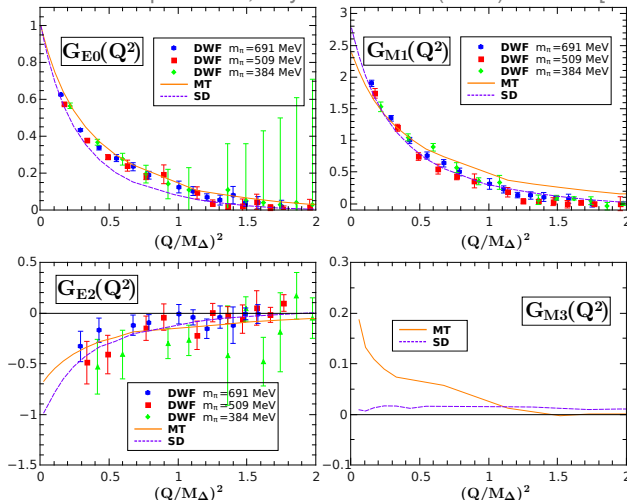 G_E0(Q²)
DWF m_π=691 MeV
DWF m_π=509 MeV
DWF m_π=384 MeV
MT
SD
1
0.8
0.6
0.4
0.2
0
0 0.5 1 1.5 2
(Q/M_Δ)²
G_M1(Q²)
DWF m_π=691 MeV
DWF m_π=509 MeV
DWF m_π=384 MeV
MT
SD
3
2.5
2
1.5
1
0.5
0
0 0.5 1 1.5 2
(Q/M_Δ)²
G_E2(Q²)
DWF m_π=691 MeV
DWF m_π=509 MeV
DWF m_π=384 MeV
MT
SD
0.5
0
−0.5
−1
−1.5
0 0.5 1 1.5 2
(Q/M_Δ)²
G_M3(Q²)
MT
SD
0.3
0.2
0.1
0
−0.1
0 0.5 1 1.5 2
(Q/M_Δ)²